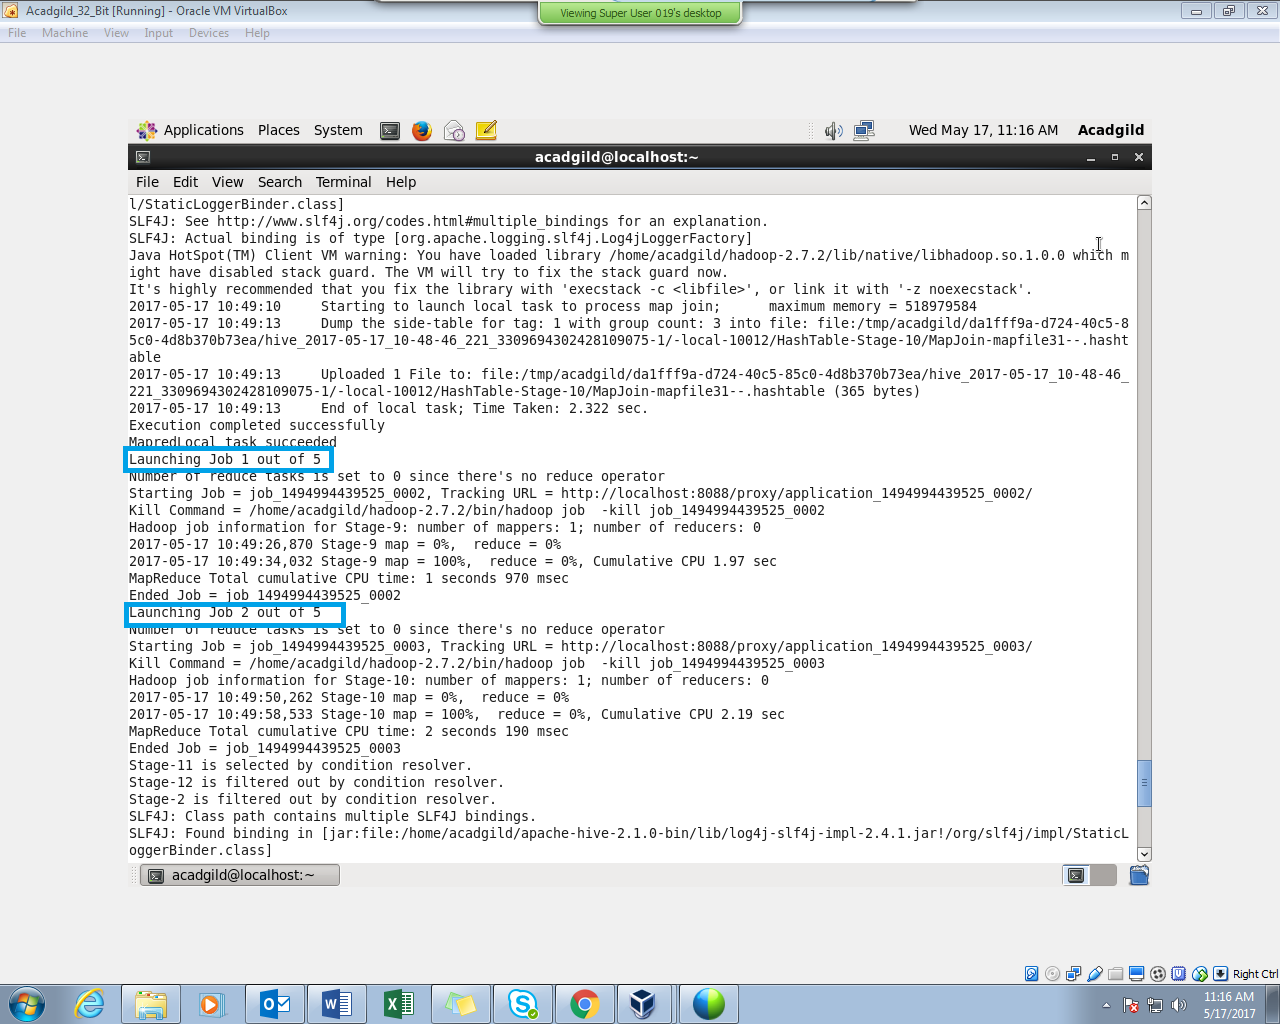 Acadgild_32_Bit [Running] - Oracle VM VirtualBox
Viewing Super User 019's desktop
File Machine View Input Devices Help
Applications Places System Wed May 17, 11:16 AM Acadgild
acadgild@localhost:~
File Edit View Search Terminal Help
l/StaticLoggerBinder.class]
SLF4J: See http://www.slf4j.org/codes.html#multiple_bindings for an explanation.
SLF4J: Actual binding is of type [org.apache.logging.slf4j.Log4jLoggerFactory]
Java HotSpot(TM) Client VM warning: You have loaded library /home/acadgild/hadoop-2.7.2/lib/native/libhadoop.so.1.0.0 which m
ight have disabled stack guard. The VM will try to fix the stack guard now.
It's highly recommended that you fix the library with 'execstack -c <libfile>', or link it with '-z noexecstack'.
2017-05-17 10:49:10     Starting to launch local task to process map join;      maximum memory = 518979584
2017-05-17 10:49:13     Dump the side-table for tag: 1 with group count: 3 into file: file:/tmp/acadgild/da1fff9a-d724-40c5-8
5c0-4d8b370b73ea/hive_2017-05-17_10-48-46_221_3309694302428109075-1/-local-10012/HashTable-Stage-10/MapJoin-mapfile31--.hasht
able
2017-05-17 10:49:13     Uploaded 1 File to: file:/tmp/acadgild/da1fff9a-d724-40c5-85c0-4d8b370b73ea/hive_2017-05-17_10-48-46_
221_3309694302428109075-1/-local-10012/HashTable-Stage-10/MapJoin-mapfile31--.hashtable (365 bytes)
2017-05-17 10:49:13     End of local task; Time Taken: 2.322 sec.
Execution completed successfully
MapredLocal task succeeded
Launching Job 1 out of 5
Number of reduce tasks is set to 0 since there's no reduce operator
Starting Job = job_1494994439525_0002, Tracking URL = http://localhost:8088/proxy/application_1494994439525_0002/
Kill Command = /home/acadgild/hadoop-2.7.2/bin/hadoop job  -kill job_1494994439525_0002
Hadoop job information for Stage-9: number of mappers: 1; number of reducers: 0
2017-05-17 10:49:26,870 Stage-9 map = 0%,  reduce = 0%
2017-05-17 10:49:34,032 Stage-9 map = 100%,  reduce = 0%, Cumulative CPU 1.97 sec
MapReduce Total cumulative CPU time: 1 seconds 970 msec
Ended Job = job_1494994439525_0002
Launching Job 2 out of 5
Number of reduce tasks is set to 0 since there's no reduce operator
Starting Job = job_1494994439525_0003, Tracking URL = http://localhost:8088/proxy/application_1494994439525_0003/
Kill Command = /home/acadgild/hadoop-2.7.2/bin/hadoop job  -kill job_1494994439525_0003
Hadoop job information for Stage-10: number of mappers: 1; number of reducers: 0
2017-05-17 10:49:50,262 Stage-10 map = 0%,  reduce = 0%
2017-05-17 10:49:58,533 Stage-10 map = 100%,  reduce = 0%, Cumulative CPU 2.19 sec
MapReduce Total cumulative CPU time: 2 seconds 190 msec
Ended Job = job_1494994439525_0003
Stage-11 is selected by condition resolver.
Stage-12 is filtered out by condition resolver.
Stage-2 is filtered out by condition resolver.
SLF4J: Class path contains multiple SLF4J bindings.
SLF4J: Found binding in [jar:file:/home/acadgild/apache-hive-2.1.0-bin/lib/log4j-slf4j-impl-2.4.1.jar!/org/slf4j/impl/StaticL
oggerBinder.class]
acadgild@localhost:~
Right Ctrl
11:16 AM
5/17/2017